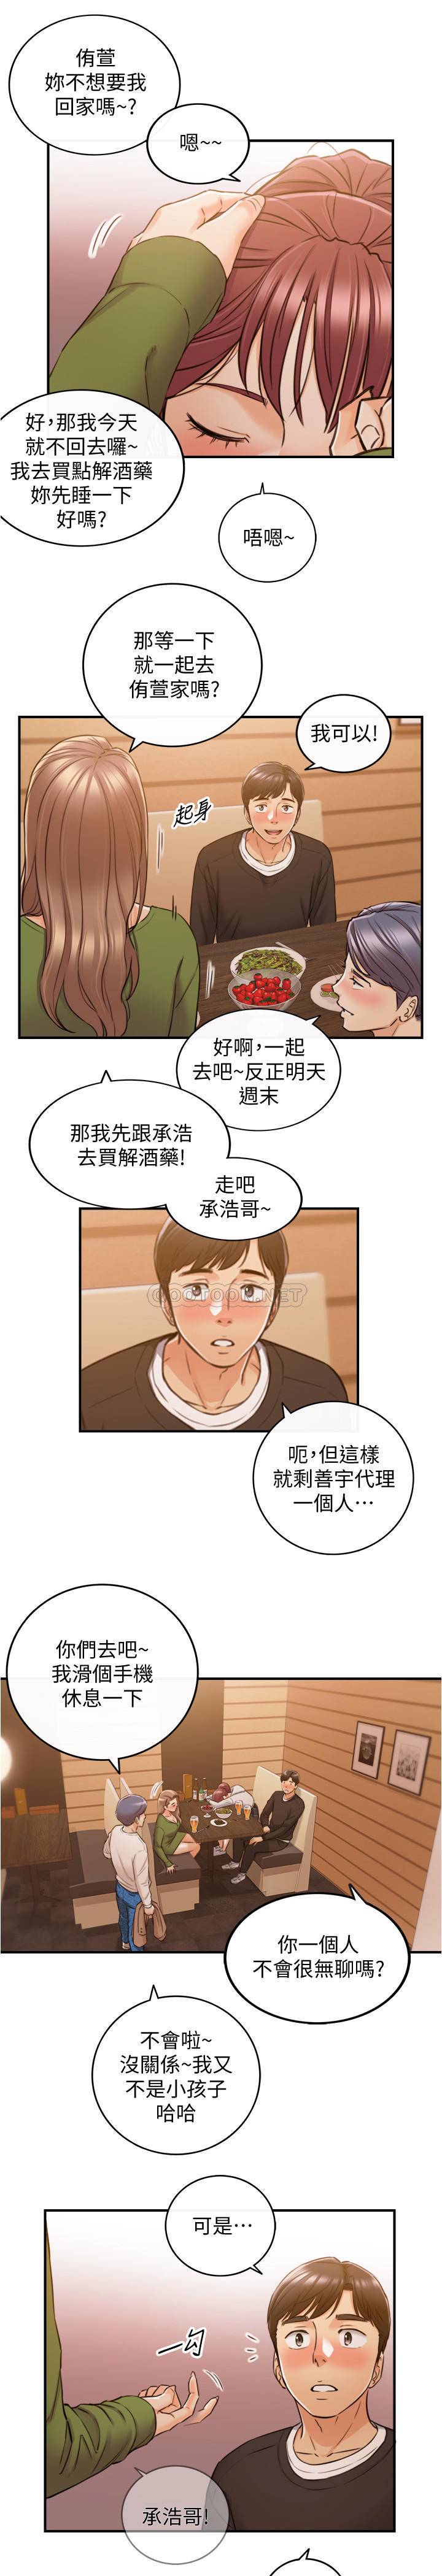 侑萱
妳不想要我
回家嗎~?
嗯~~
好,那我今天
就不回去囉~
我去買點解酒藥
妳先睡一下
好嗎?
唔嗯~
那等一下
就一起去
侑萱家嗎?
我可以!
起身
好啊,一起
去吧~反正明天
週末
那我先跟承浩
去買解酒藥!
走吧
承浩哥~
呃,但這樣
就剩善宇代理
一個人…
你們去吧~
我滑個手機
休息一下
你一個人
不會很無聊嗎?
不會啦~
沒關係~我又
不是小孩子
哈哈
可是…
一勾
承浩哥!